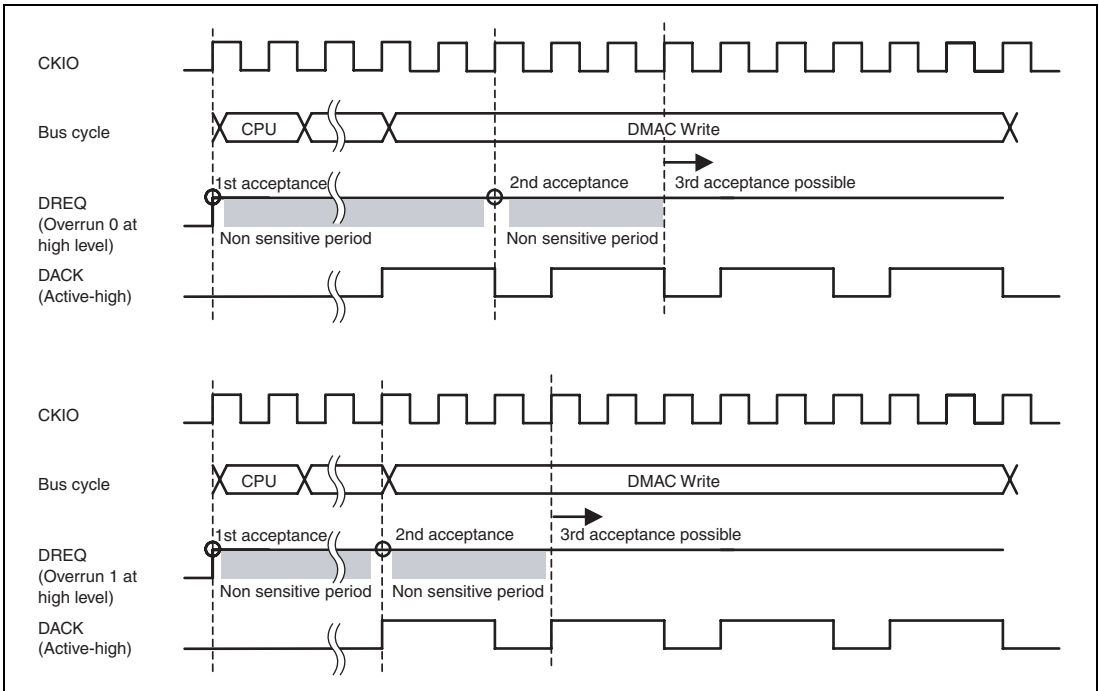 CKIO
Bus cycle
CPU
DMAC Write
1st acceptance
2nd acceptance
3rd acceptance possible
DREQ
(Overrun 0 at
high level)
Non sensitive period
Non sensitive period
DACK
(Active-high)
CKIO
Bus cycle
CPU
DMAC Write
1st acceptance
2nd acceptance
3rd acceptance possible
DREQ
(Overrun 1 at
high level)
Non sensitive period
Non sensitive period
DACK
(Active-high)